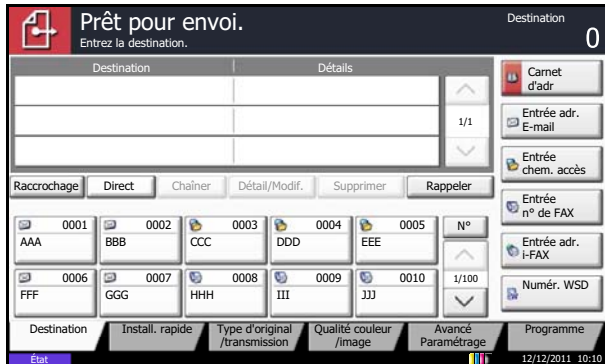 Prêt pour envoi.
Entrez la destination.
Destination
0
Destination Détails
1/1
Carnet
d'adr
Entrée adr.
E-mail
Entrée
chem. accès
Entrée
n° de FAX
Entrée adr.
i-FAX
Numér. WSD
Raccrochage Direct Chaîner Détail/Modif. Supprimer Rappeler
0001 0002 0003 0004 0005 N°
AAA BBB CCC DDD EEE
0006 0007 0008 0009 0010 1/100
FFF GGG HHH III JJJ
Destination Install. rapide Type d'original
/transmission Qualité couleur
/image Avancé
Paramétrage Programme
État 12/12/2011 10:10